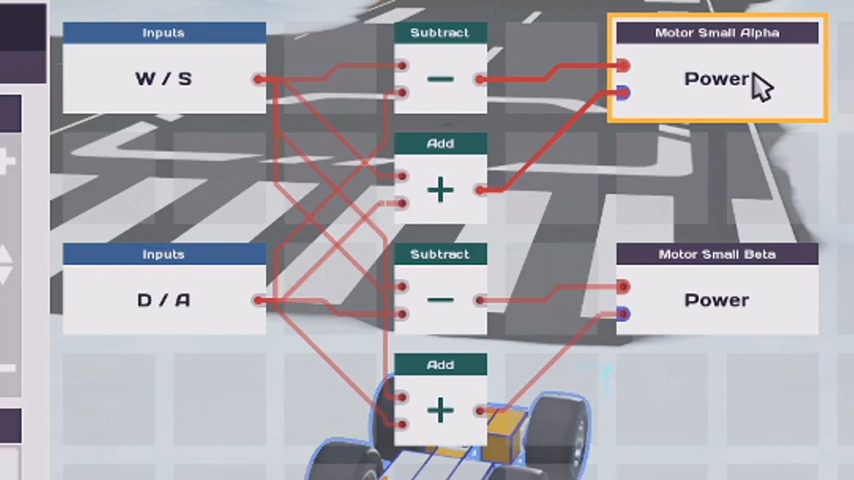 Inputs
Subtract
Motor Small Alpha
W / S
−
Power
Add
+
Inputs
Subtract
Motor Small Beta
D / A
−
Power
Add
+